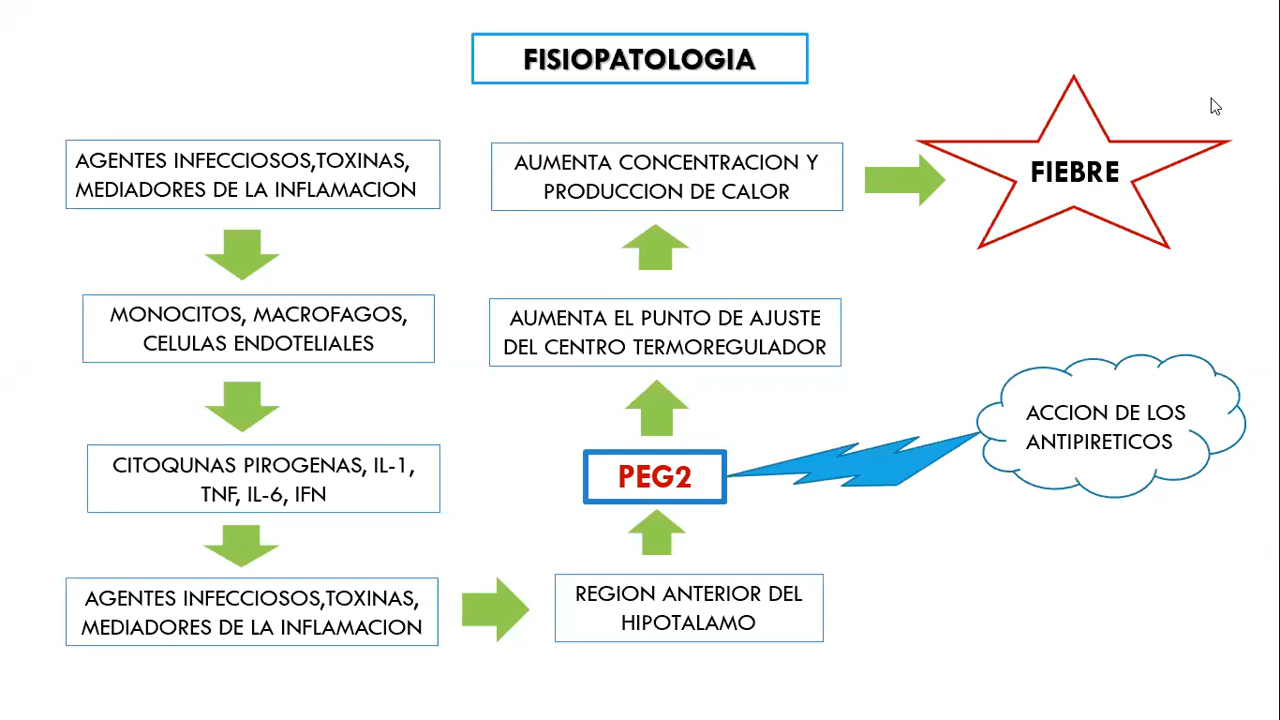 FISIOPATOLOGIA
AGENTES INFECCIOSOS,TOXINAS,
MEDIADORES DE LA INFLAMACION
MONOCITOS, MACROFAGOS,
CELULAS ENDOTELIALES
CITOQUNAS PIROGENAS, IL-1,
TNF, IL-6, IFN
AGENTES INFECCIOSOS,TOXINAS,
MEDIADORES DE LA INFLAMACION
REGION ANTERIOR DEL
HIPOTALAMO
PEG2
AUMENTA EL PUNTO DE AJUSTE
DEL CENTRO TERMOREGULADOR
AUMENTA CONCENTRACION Y
PRODUCCION DE CALOR
FIEBRE
ACCION DE LOS
ANTIPIRETICOS